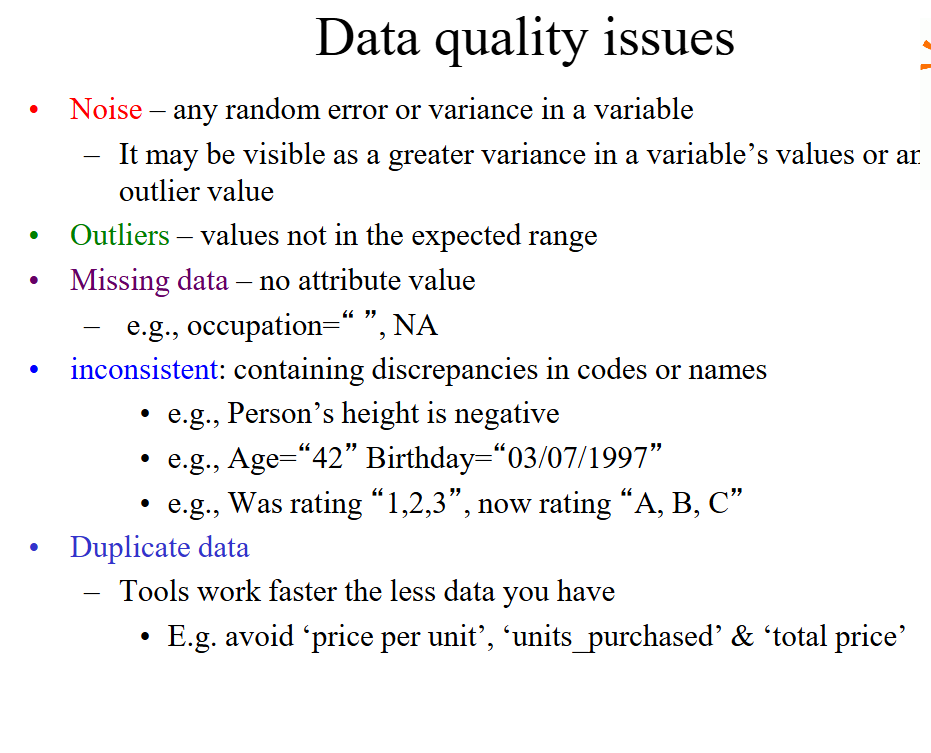 Data quality issues
• Noise – any random error or variance in a variable
– It may be visible as a greater variance in a variable’s values or
outlier value
• Outliers – values not in the expected range
• Missing data – no attribute value
– e.g., occupation=“ ”, NA
• inconsistent: containing discrepancies in codes or names
• e.g., Person’s height is negative
• e.g., Age=“42” Birthday=“03/07/1997”
• e.g., Was rating “1,2,3”, now rating “A, B, C”
• Duplicate data
– Tools work faster the less data you have
• E.g. avoid ‘price per unit’, ‘units_purchased’ & ‘total price’